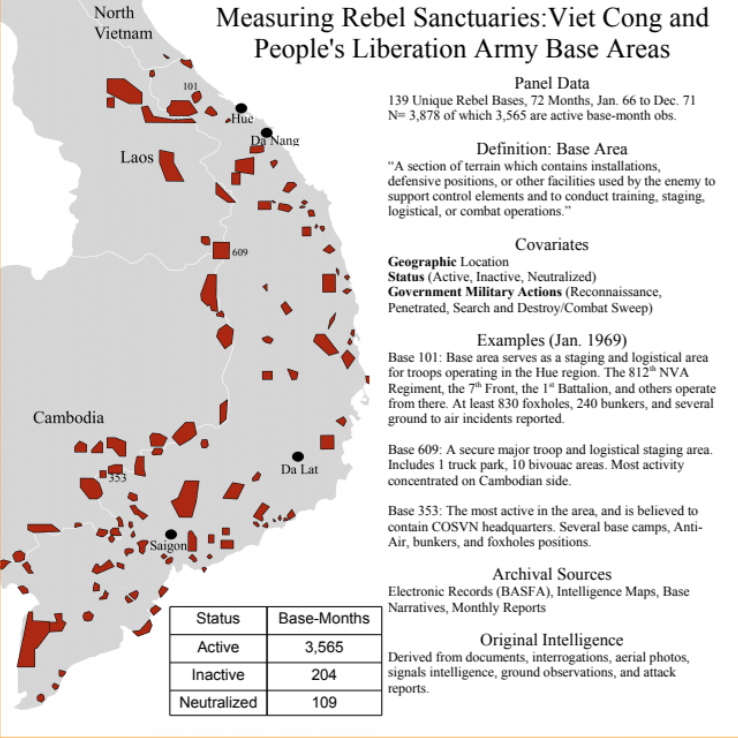 Measuring Rebel Sanctuaries:Viet Cong and
People's Liberation Army Base Areas
North
Vietnam
101
Hue
Da Nang
Laos
609
Cambodia
353
Da Lat
Saigon
Panel Data
139 Unique Rebel Bases, 72 Months, Jan. 66 to Dec. 71
N= 3,878 of which 3,565 are active base-month obs.
Definition: Base Area
“A section of terrain which contains installations,
defensive positions, or other facilities used by the enemy to
support control elements and to conduct training, staging,
logistical, or combat operations.”
Covariates
Geographic Location
Status (Active, Inactive, Neutralized)
Government Military Actions (Reconnaissance,
Penetrated, Search and Destroy/Combat Sweep)
Examples (Jan. 1969)
Base 101: Base area serves as a staging and logistical area
for troops operating in the Hue region. The 812th NVA
Regiment, the 7th Front, the 1st Battalion, and others operate
from there. At least 830 foxholes, 240 bunkers, and several
ground to air incidents reported.
Base 609: A secure major troop and logistical staging area.
Includes 1 truck park, 10 bivouac areas. Most activity
concentrated on Cambodian side.
Base 353: The most active in the area, and is believed to
contain COSVN headquarters. Several base camps, Anti-
Air, bunkers, and foxholes positions.
Archival Sources
Electronic Records (BASFA), Intelligence Maps, Base
Narratives, Monthly Reports
Original Intelligence
Derived from documents, interrogations, aerial photos,
signals intelligence, ground observations, and attack
reports.
Status Base-Months
Active 3,565
Inactive 204
Neutralized 109